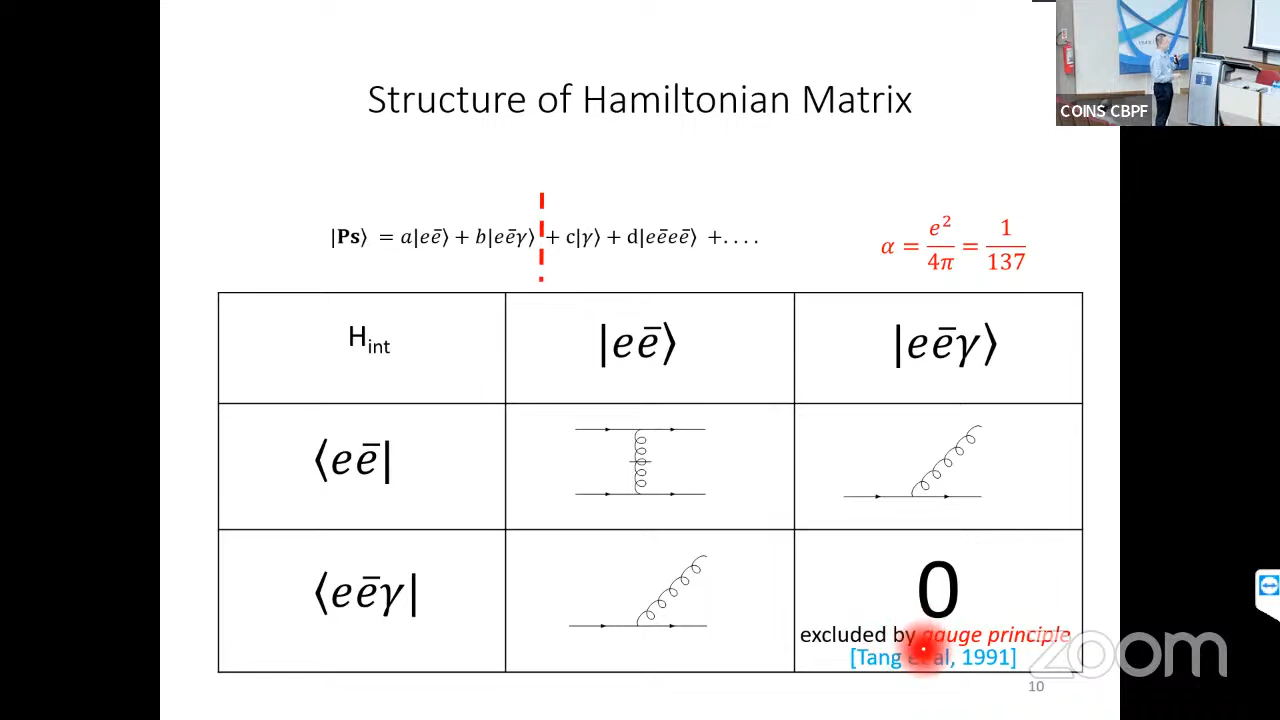 Structure of Hamiltonian Matrix
COINS CBPF
|Ps⟩ = a|eē⟩ + b|eēγ⟩ + c|γ⟩ + d|eēeē⟩ +....
α = e²/4π = 1/137
H_int
|eē⟩
|eēγ⟩
⟨eē|
⟨eēγ|
0
excluded by gauge principle
[Tang et al, 1991]
zoom
10